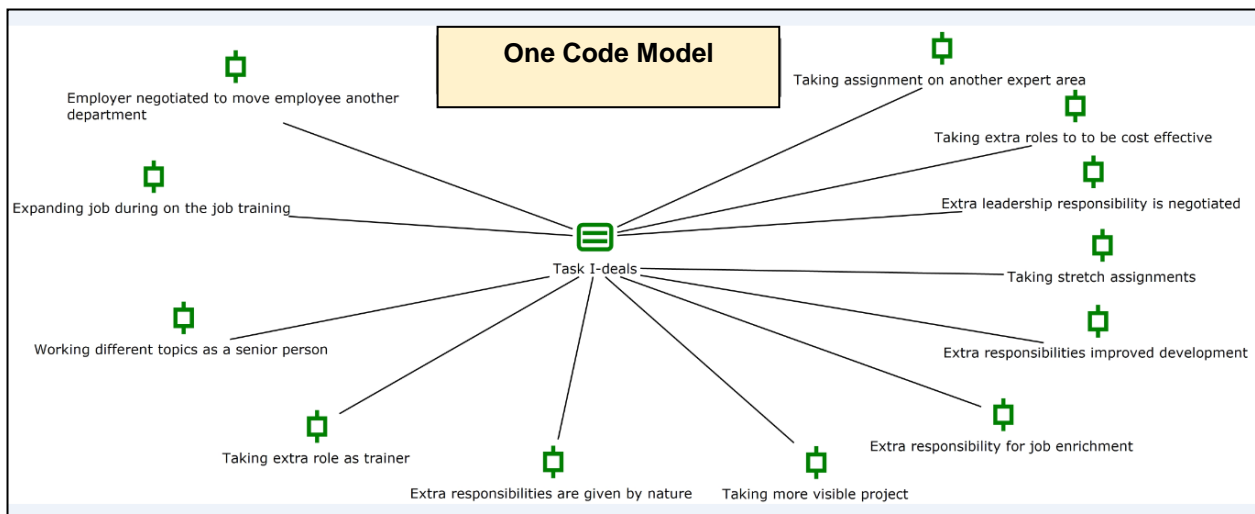 One Code Model
Employer negotiated to move employee another
department
Taking assignment on another expert area
Taking extra roles to to be cost effective
Expanding job during on the job training
Extra leadership responsibility is negotiated
Task I-deals
Taking stretch assignments
Working different topics as a senior person
Extra responsibilities improved development
Taking extra role as trainer
Extra responsibility for job enrichment
Extra responsibilities are given by nature
Taking more visible project